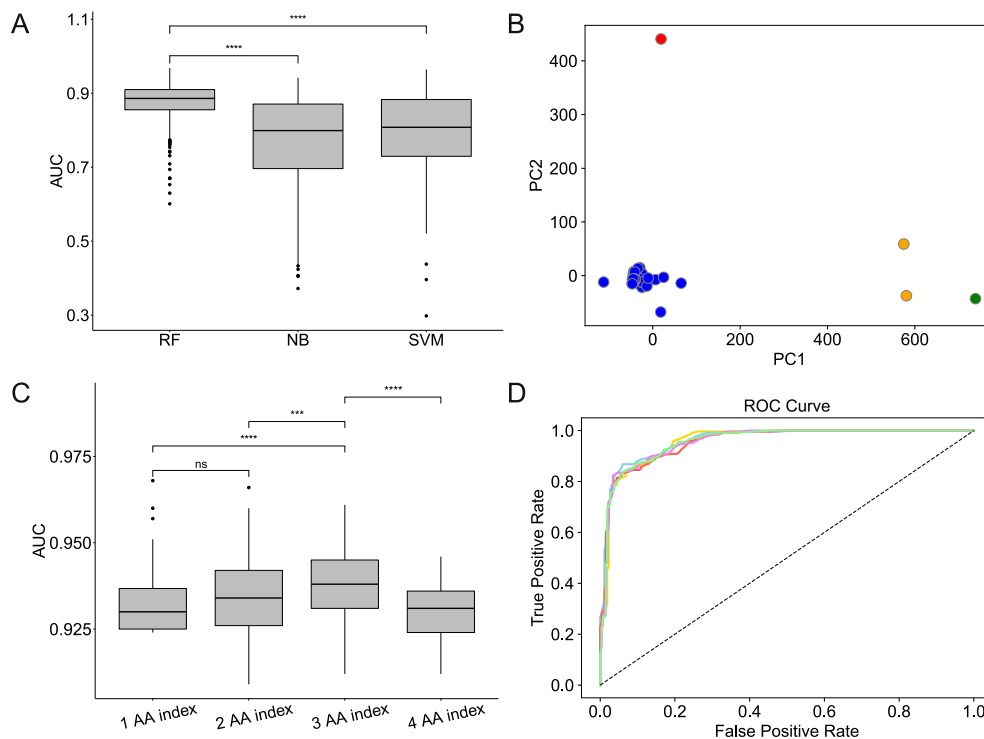 A
1.1
0.9
0.7
0.5
0.3
AUC
****
****
RF NB SVM
B
400
300
200
100
0
PC2
0 200 400 600
PC1
C
0.975
0.950
0.925
AUC
****
***
****
ns
1 AA index 2 AA index 3 AA index 4 AA index
D
ROC Curve
1.0
0.8
0.6
0.4
0.2
0.0
True Positive Rate
0.0 0.2 0.4 0.6 0.8 1.0
False Positive Rate